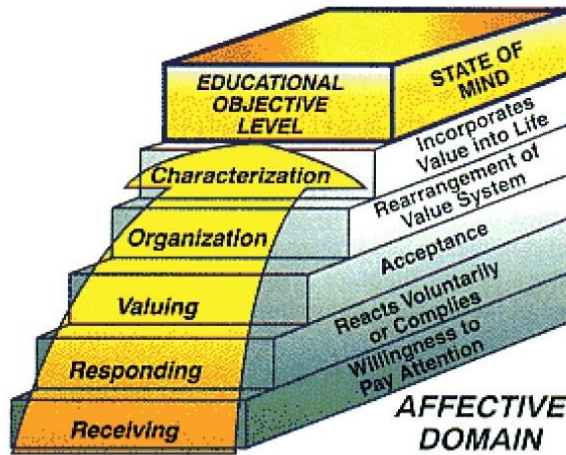 EDUCATIONAL
OBJECTIVE
LEVEL
STATE OF
MIND
Characterization
Incorporates
Value into Life
Organization
Rearrangement of
Value System
Valuing
Acceptance
Responding
Reacts Voluntarily
or Complies
Receiving
Willingness to
Pay Attention
AFFECTIVE
DOMAIN